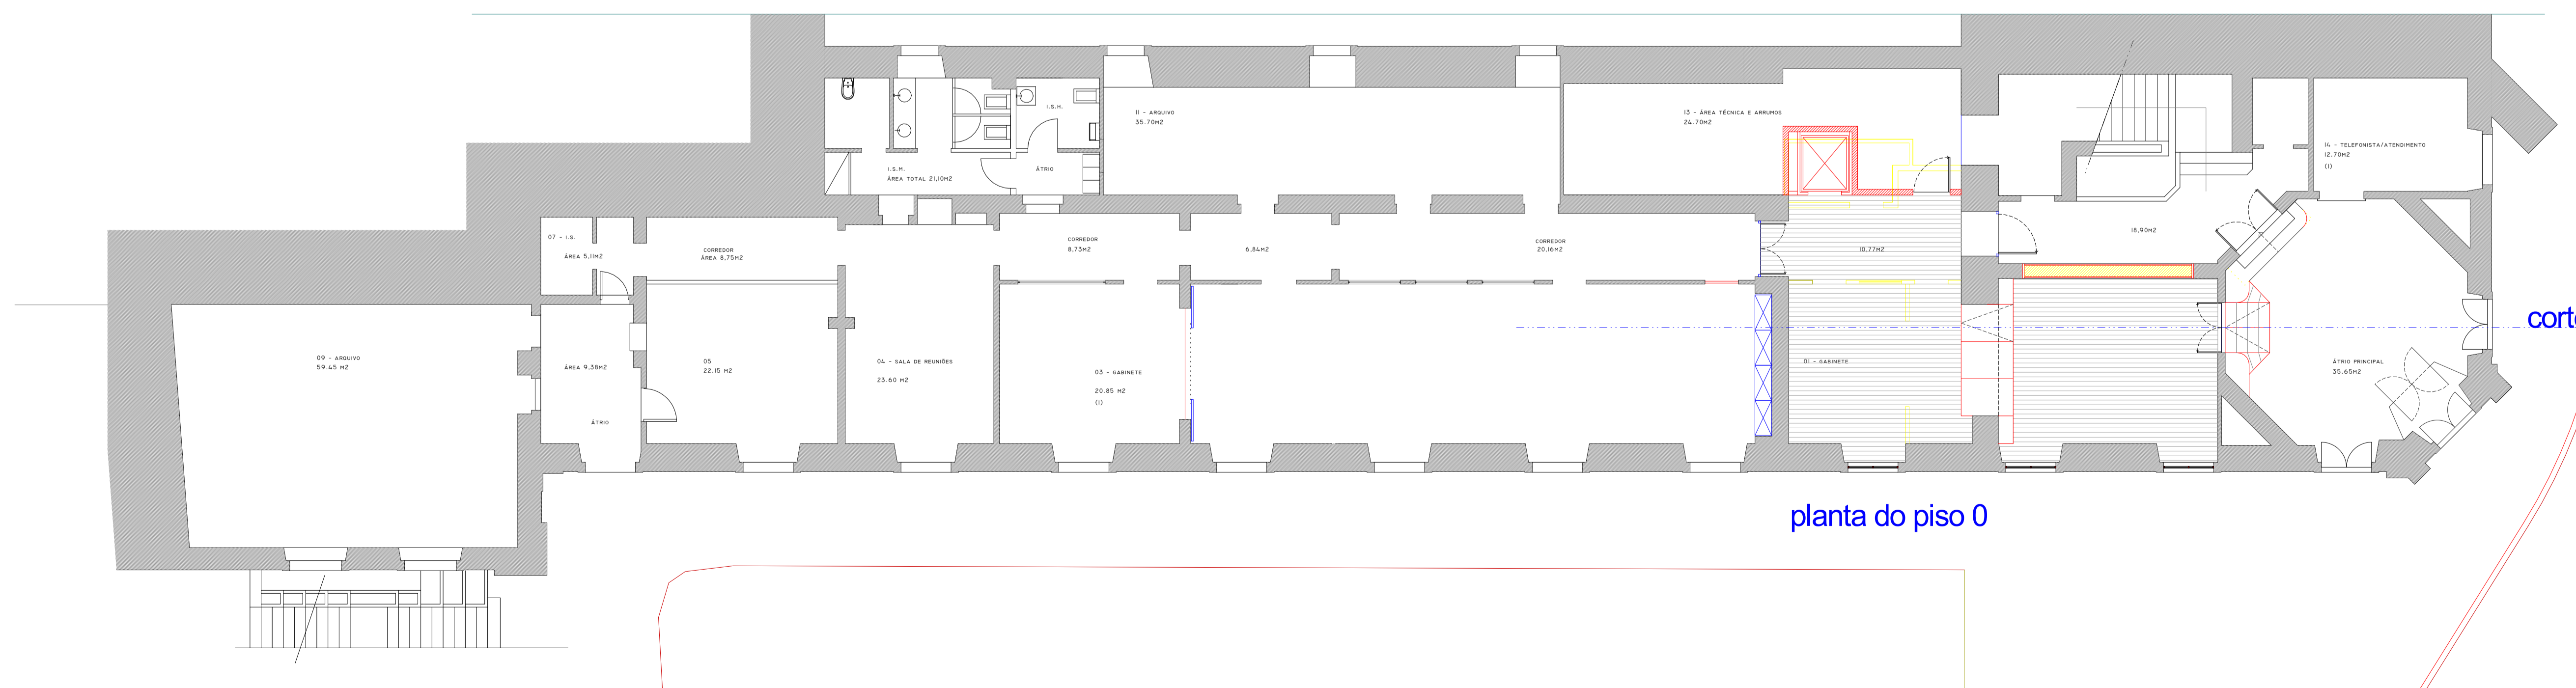 I.S.H.
11 - ARQUIVO
35.70M2
13 - ÁREA TÉCNICA E ARRUMOS
24.70M2
14 - TELEFONISTA/ATENDIMENTO
12.70M2
(1)
I.S.M.
ÁREA TOTAL 21,10M2
ÁTRIO
07 - I.S.
ÁREA 5,11M2
CORREDOR
ÁREA 8,75M2
CORREDOR
8,73M2
6,84M2
CORREDOR
20,16M2
10,77M2
18,90M2
09 - ARQUIVO
59.45 M2
ÁREA 9,38M2
ÁTRIO
05
22.15 M2
04 - SALA DE REUNIÕES
23.60 M2
03 - GABINETE
20.85 M2
(1)
01 - GABINETE
ÁTRIO PRINCIPAL
35.65M2
planta do piso 0